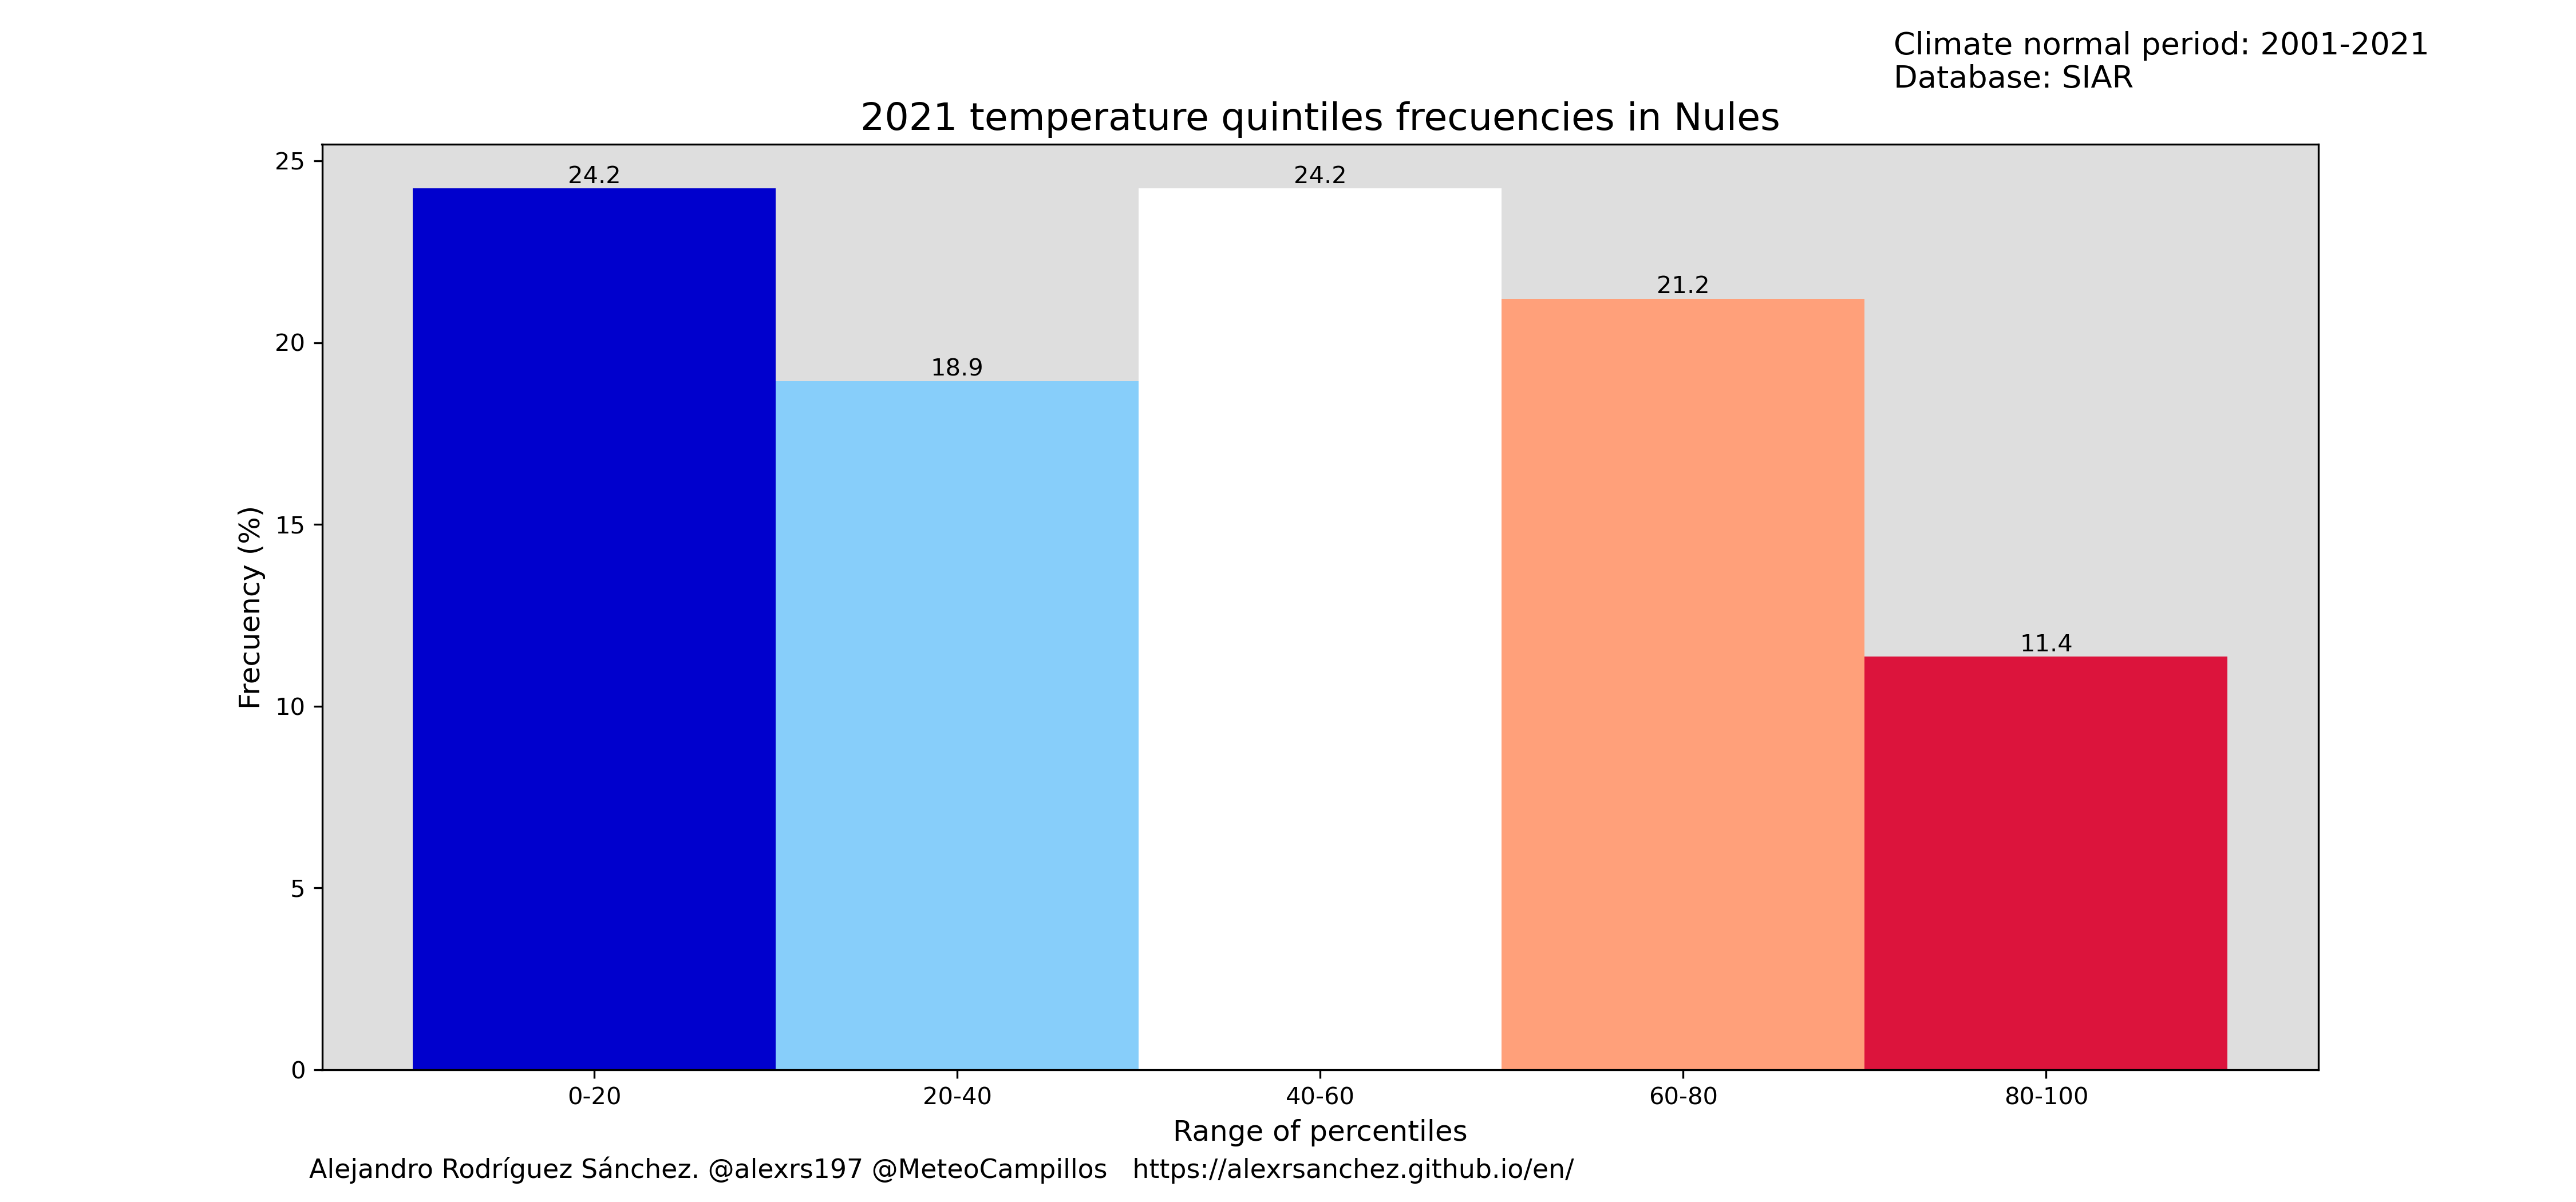 Climate normal period: 2001-2021
Database: SIAR
2021 temperature quintiles frecuencies in Nules
25
20
15
10
5
0
Frecuency (%)
24.2
18.9
24.2
21.2
11.4
0-20
20-40
40-60
60-80
80-100
Range of percentiles
Alejandro Rodríguez Sánchez. @alexrs197 @MeteoCampillos https://alexrsanchez.github.io/en/